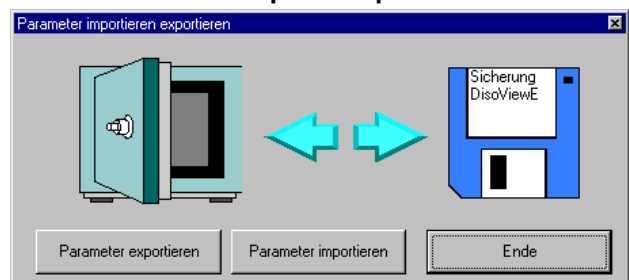 Parameter importieren exportieren
Sicherung
DisoViewE
Parameter exportieren
Parameter importieren
Ende